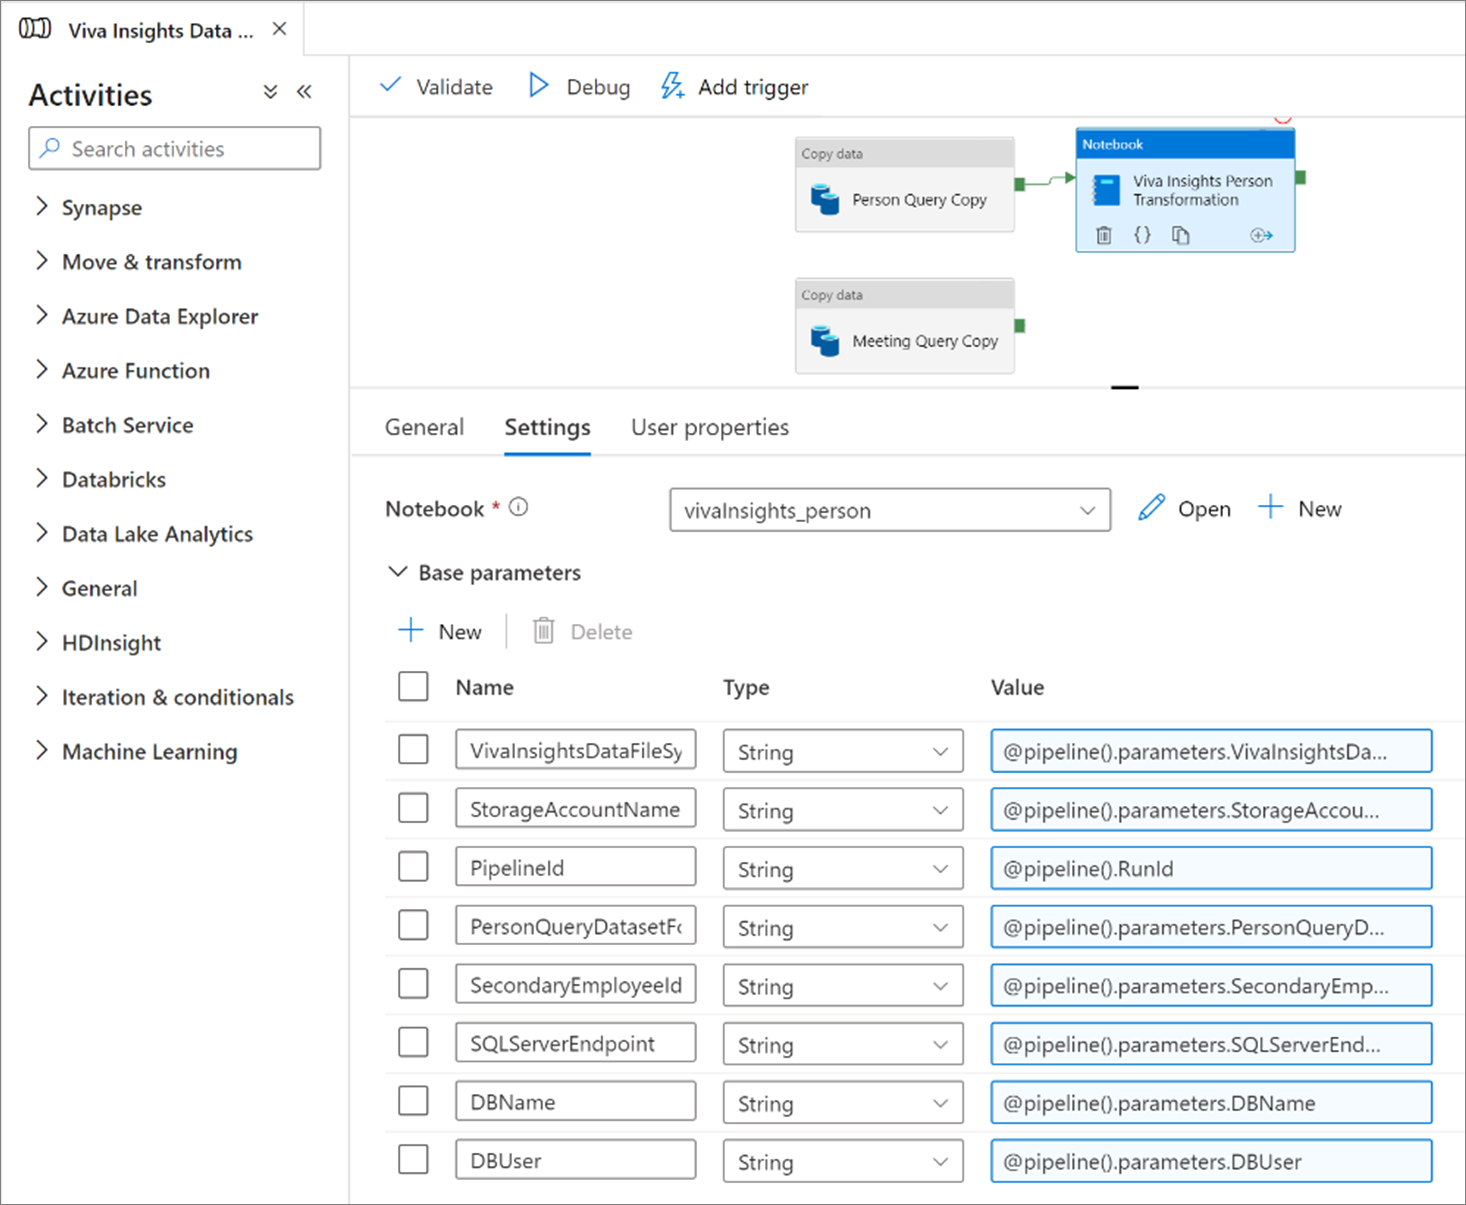 Viva Insights Data ...
Activities
Search activities
Synapse
Move & transform
Azure Data Explorer
Azure Function
Batch Service
Databricks
Data Lake Analytics
General
HDInsight
Iteration & conditionals
Machine Learning
Validate
Debug
Add trigger
Copy data
Person Query Copy
Notebook
Viva Insights Person
Transformation
Copy data
Meeting Query Copy
General
Settings
User properties
Notebook *
vivaInsights_person
Open
New
Base parameters
New
Delete
Name Type Value
VivaInsightsDataFileSy String @pipeline().parameters.VivaInsightsDa...
StorageAccountName String @pipeline().parameters.StorageAccou...
PipelineId String @pipeline().RunId
PersonQueryDatasetFo String @pipeline().parameters.PersonQueryD...
SecondaryEmployeeId String @pipeline().parameters.SecondaryEmp...
SQLServerEndpoint String @pipeline().parameters.SQLServerEnd...
DBName String @pipeline().parameters.DBName
DBUser String @pipeline().parameters.DBUser